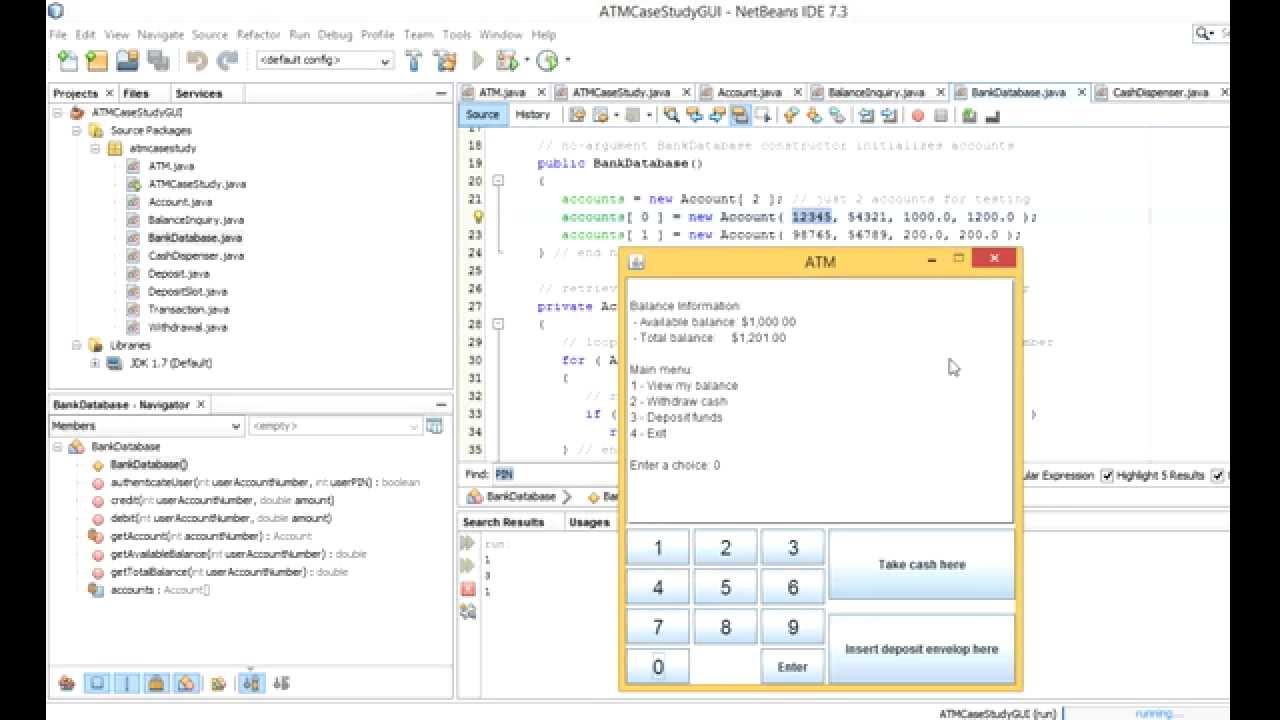 ATMCaseStudyGUI - NetBeans IDE 7.3
File Edit View Navigate Source Refactor Run Debug Profile Team Tools Window Help
<default config>
Projects Files Services
ATMCaseStudyGUI
Source Packages
atmcasestudy
ATM.java
ATMCaseStudy.java
Account.java
BalanceInquiry.java
BankDatabase.java
CashDispenser.java
Deposit.java
DepositSlot.java
Transaction.java
Withdrawal.java
Libraries
JDK 1.7 (Default)
BankDatabase - Navigator
Members <empty>
BankDatabase
BankDatabase()
authenticateUser(int userAccountNumber, int userPIN) : boolean
credit(int userAccountNumber, double amount)
debit(int userAccountNumber, double amount)
getAccount(int accountNumber) : Account
getAvailableBalance(int userAccountNumber) : double
getTotalBalance(int userAccountNumber) : double
accounts : Account[]
ATM.java ATMCaseStudy.java Account.java BalanceInquiry.java BankDatabase.java CashDispenser.java
Source History
18 // no-argument BankDatabase constructor initializes accounts
19 public BankDatabase()
20 {
21 accounts = new Account[ 2 ]; // just 2 accounts for testing
accounts[ 0 ] = new Account( 12345, 54321, 1000.0, 1200.0 );
23 accounts[ 1 ] = new Account( 98765, 56789, 200.0, 200.0 );
24 } // end n
25
26 // retriev
27 private Ac
28 {
29 // loop
30 for ( A
31 {
32 // r
33 if ( )
34 r
35 } // en
Find: PIN
Expression Highlight 5 Results
BankDatabase
Search Results Usages
run:
1
3
1
ATM
Balance Information:
- Available balance: $1,000.00
- Total balance: $1,201.00
Main menu:
1 - View my balance
2 - Withdraw cash
3 - Deposit funds
4 - Exit
Enter a choice: 0
1 2 3
4 5 6
7 8 9
0 Enter
Take cash here
Insert deposit envelop here
ATMCaseStudyGUI (run) running...